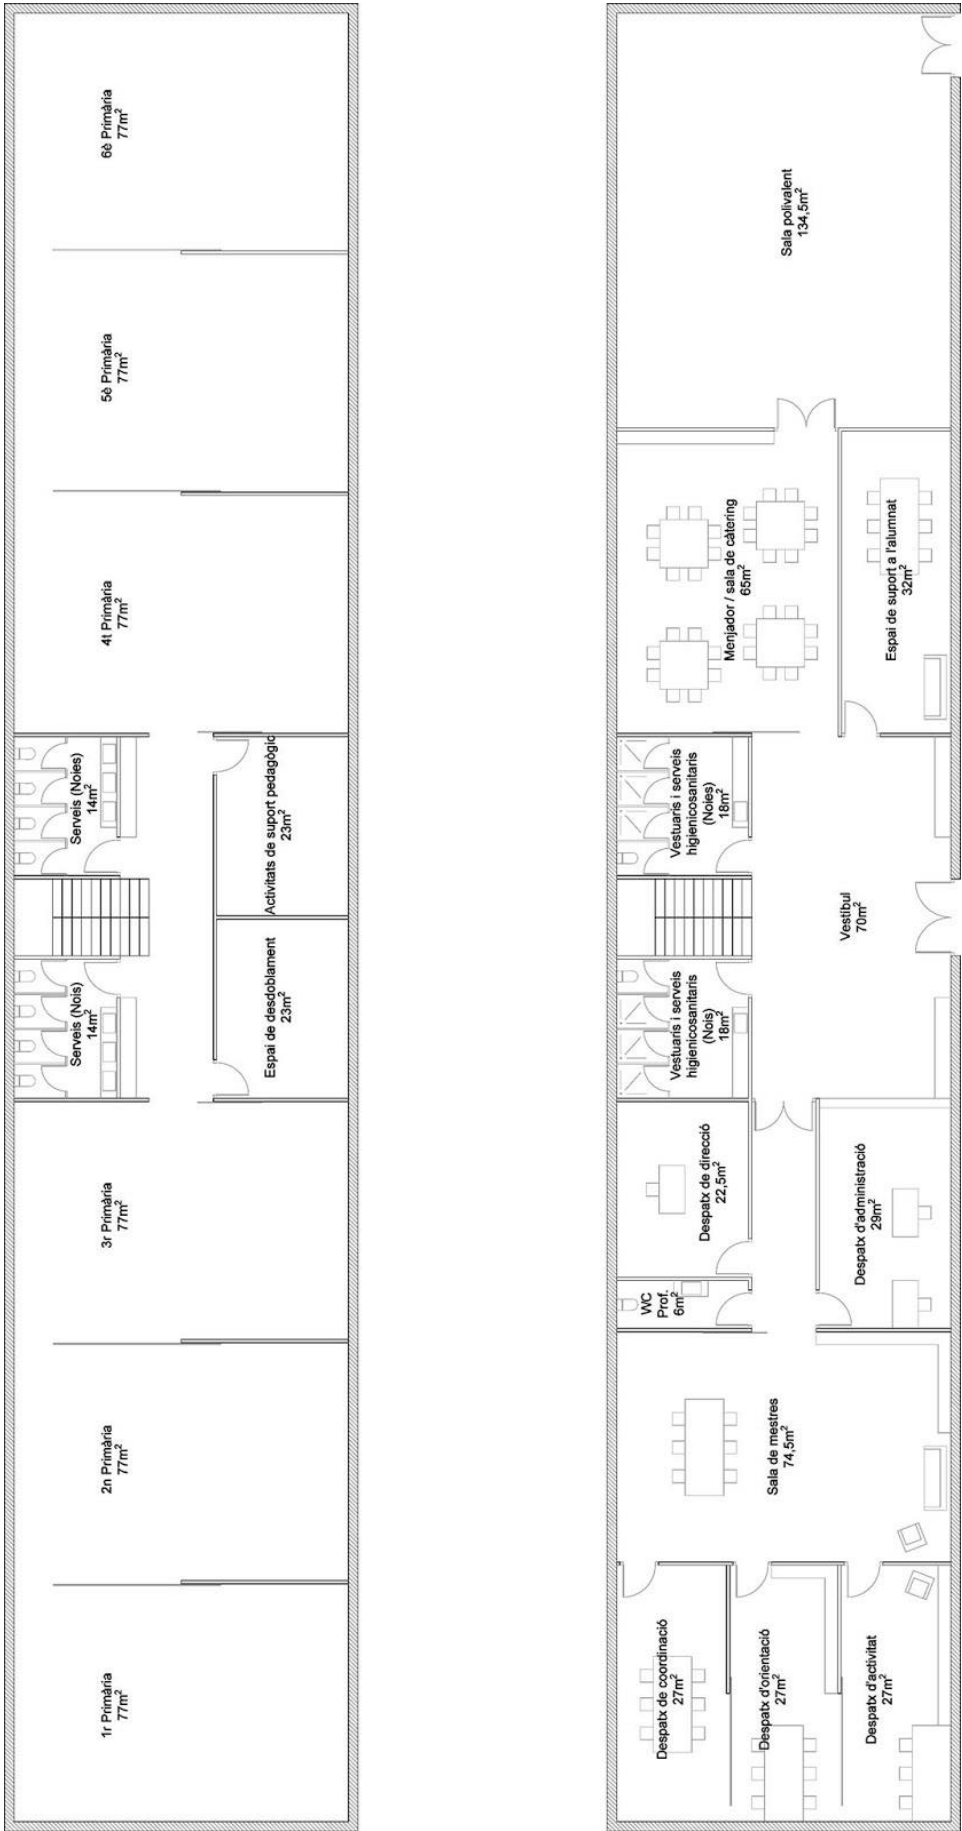 6è Primària
77m²
5è Primària
77m²
4t Primària
77m²
Serveis (Noies)
14m²
Activitats de suport pedagògic
23m²
Serveis (Nois)
14m²
Espai de desdoblament
23m²
3r Primària
77m²
2n Primària
77m²
1r Primària
77m²
Sala polivalent
134,5m²
Menjador / sala de càtering
65m²
Espai de suport a l'alumnat
32m²
Vestuaris i serveis
higienicosanitaris
(Noies)
18m²
Vestibul
70m²
Vestuaris i serveis
higienicosanitaris
(Nois)
18m²
Despatx de direcció
22,5m²
Despatx d'administració
29m²
WC
Prof.
6m²
Sala de mestres
74,5m²
Despatx de coordinació
27m²
Despatx d'orientació
27m²
Despatx d'activitat
27m²